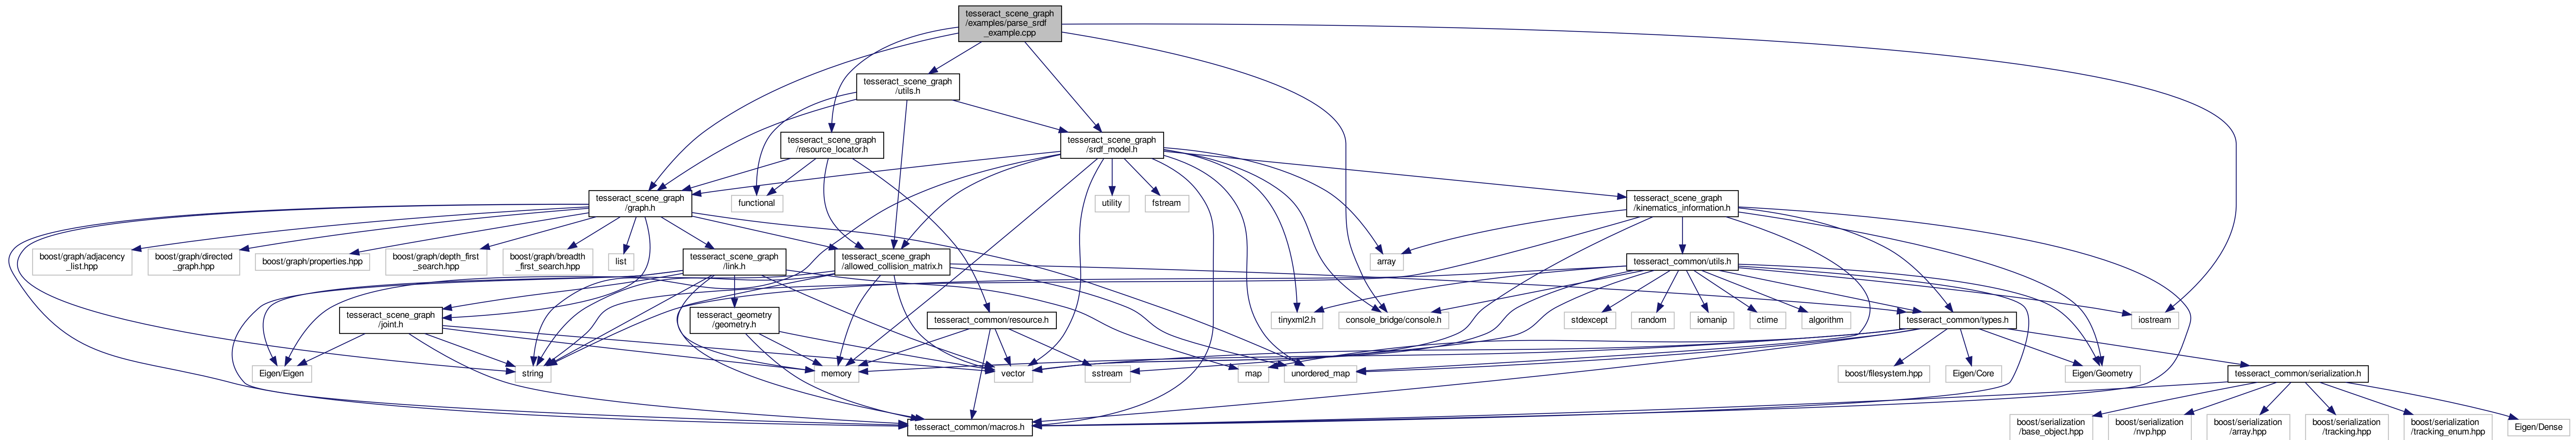 tesseract_scene_graph
/examples/parse_srdf
_example.cpp
tesseract_scene_graph
/utils.h
tesseract_scene_graph
/resource_locator.h
tesseract_scene_graph
/srdf_model.h
tesseract_scene_graph
/graph.h
functional
utility
fstream
tesseract_scene_graph
/kinematics_information.h
boost/graph/adjacency
_list.hpp
boost/graph/directed
_graph.hpp
boost/graph/properties.hpp
boost/graph/depth_first
_search.hpp
boost/graph/breadth
_first_search.hpp
list
tesseract_scene_graph
/link.h
tesseract_scene_graph
/allowed_collision_matrix.h
array
tesseract_common/utils.h
tesseract_scene_graph
/joint.h
tesseract_geometry
/geometry.h
tesseract_common/resource.h
tinyxml2.h
console_bridge/console.h
stdexcept
random
iomanip
ctime
algorithm
tesseract_common/types.h
iostream
Eigen/Eigen
string
memory
vector
sstream
map
unordered_map
boost/filesystem.hpp
Eigen/Core
Eigen/Geometry
tesseract_common/serialization.h
tesseract_common/macros.h
boost/serialization
/base_object.hpp
boost/serialization
/nvp.hpp
boost/serialization
/array.hpp
boost/serialization
/tracking.hpp
boost/serialization
/tracking_enum.hpp
Eigen/Dense